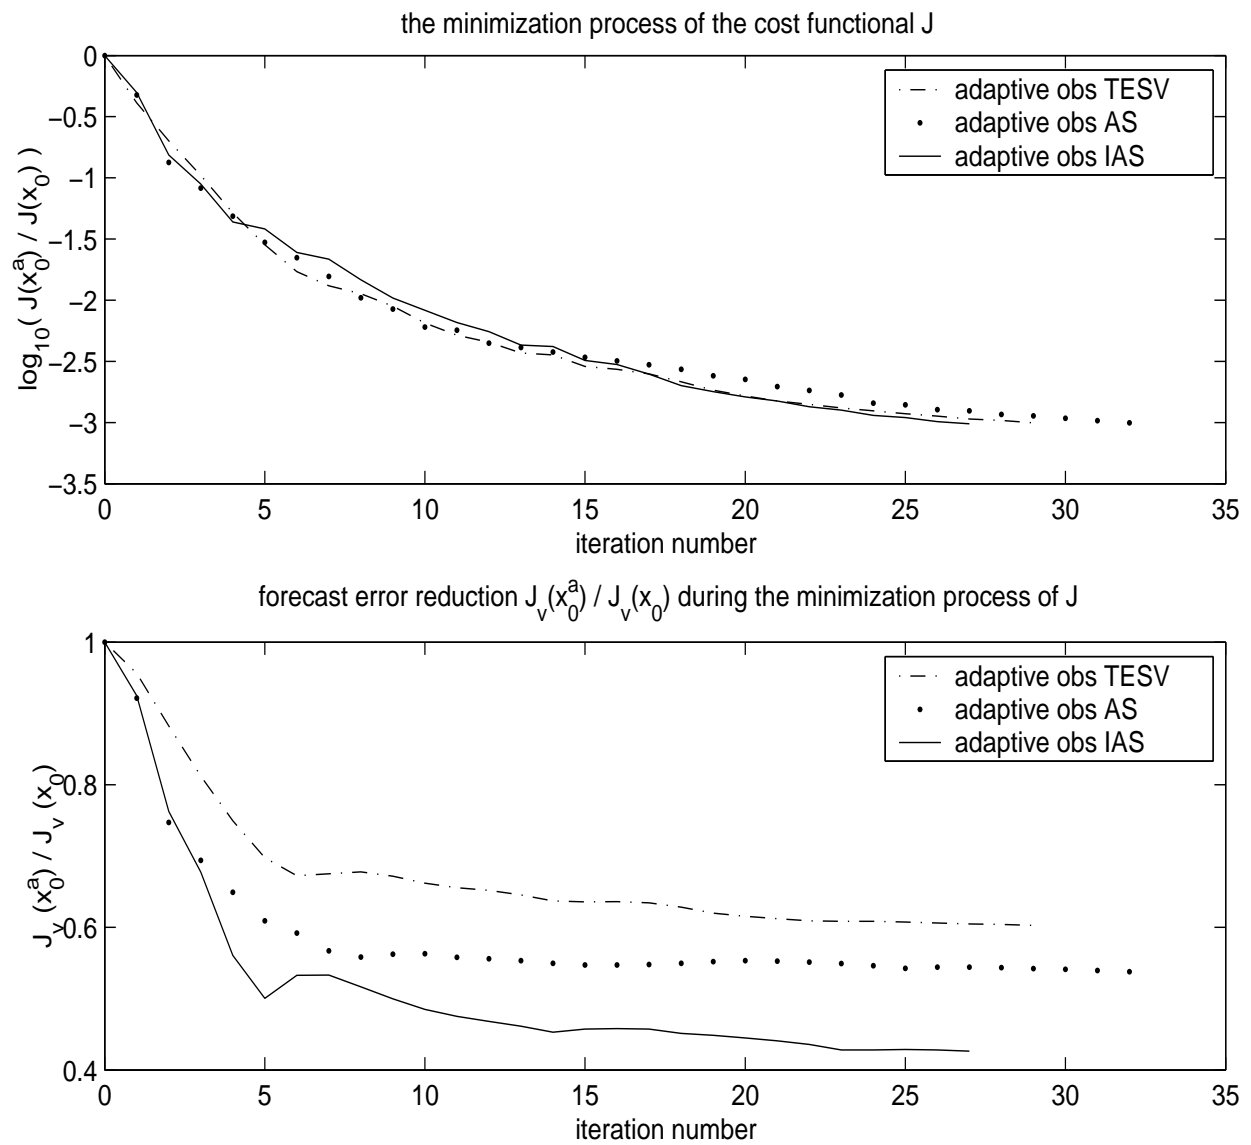 the minimization process of the cost functional J
log₁₀( J(x₀ᵃ) / J(x₀) )
0
−0.5
−1
−1.5
−2
−2.5
−3
−3.5
adaptive obs TESV
adaptive obs AS
adaptive obs IAS
0 5 10 15 20 25 30 35
iteration number
forecast error reduction Jᵥ(x₀ᵃ) / Jᵥ(x₀) during the minimization process of J
Jᵥ(x₀ᵃ) / Jᵥ(x₀)
1
0.8
0.6
0.4
adaptive obs TESV
adaptive obs AS
adaptive obs IAS
0 5 10 15 20 25 30 35
iteration number